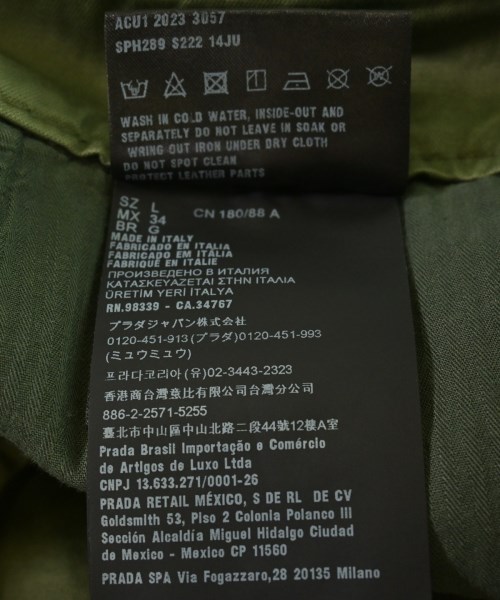 ACU1 2023 3057
SPH289 S222 14JU
WASH IN COLD WATER, INSIDE-OUT AND
SEPARATELY DO NOT LEAVE IN SOAK OR
WRING OUT IRON UNDER DRY CLOTH
DO NOT SPOT CLEAN
PROTECT LEATHER PARTS
SZ L
MX 34 CN 180/88 A
BR G
MADE IN ITALY
FABRICADO EN ITALIA
FABRICADO EM ITALIA
FABRIQUÉ EN ITALIE
ПРОИЗВЕДЕНО В ИТАЛИЯ
ΚΑΤΑΣΚΕΥΑΖΕΤΑΙ ΣΤΗΝ ΙΤΑΛΙΑ
ÜRETİM YERİ İTALYA
RN.98339 - CA.34767
プラダジャパン株式会社
0120-451-913(プラダ)0120-451-993
(ミュウミュウ)
프라다코리아 (유)02-3443-2323
香港商台灣普比有限公司台灣分公司
886-2-2571-5255
臺北市中山區中山北路二段44號12樓A室
Prada Brasil Importação e Comércio
de Artigos de Luxo Ltda
CNPJ 13.633.271/0001-26
PRADA RETAIL MÉXICO, S DE RL DE CV
Goldsmith 53, Piso 2 Colonia Polanco III
Sección Alcaldía Miguel Hidalgo Ciudad
de Mexico - Mexico CP 11560
PRADA SPA Via Fogazzaro,28 20135 Milano